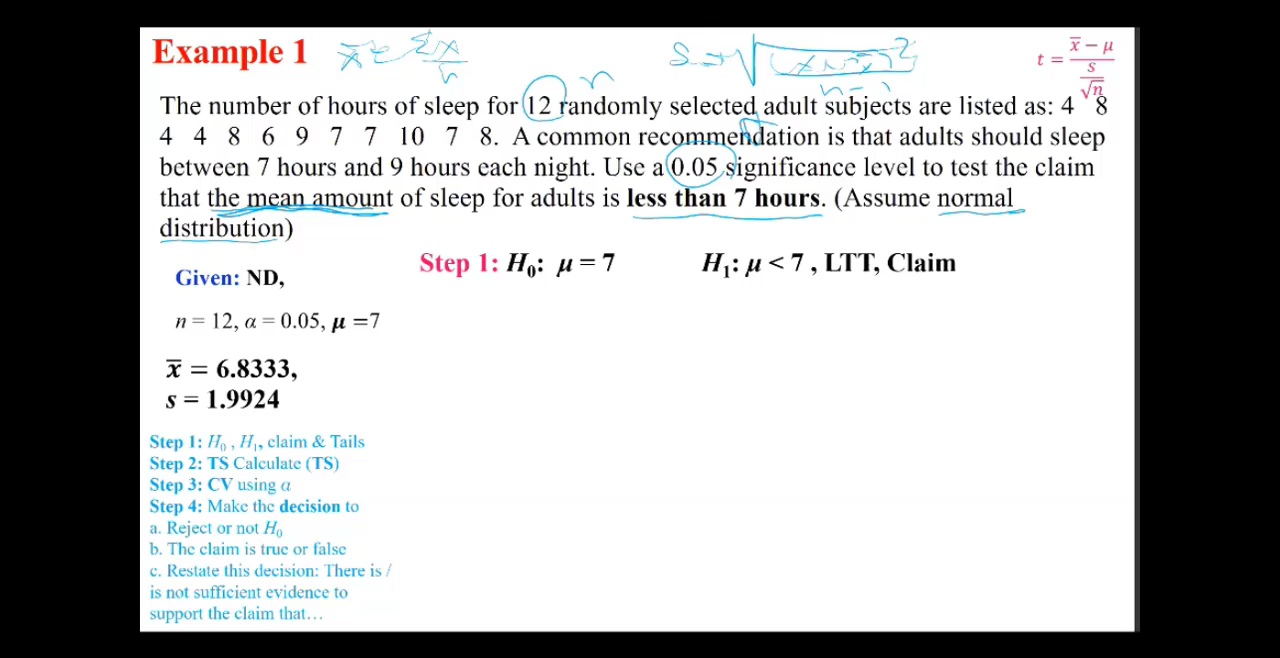 Example 1
x̄ = Σx / n
s = √ (x - x̄)² / n - 1
t = x̄ − μ / s / √n
n
The number of hours of sleep for 12 randomly selected adult subjects are listed as: 4 8
4 4 8 6 9 7 7 10 7 8. A common recommendation is that adults should sleep
between 7 hours and 9 hours each night. Use a 0.05 significance level to test the claim
that the mean amount of sleep for adults is less than 7 hours. (Assume normal
distribution)
Step 1: H₀: μ = 7 H₁: μ < 7 , LTT, Claim
Given: ND,
n = 12, α = 0.05, μ =7
x̄ = 6.8333,
s = 1.9924
Step 1: H₀ , H₁, claim & Tails
Step 2: TS Calculate (TS)
Step 3: CV using α
Step 4: Make the decision to
a. Reject or not H₀
b. The claim is true or false
c. Restate this decision: There is /
is not sufficient evidence to
support the claim that…